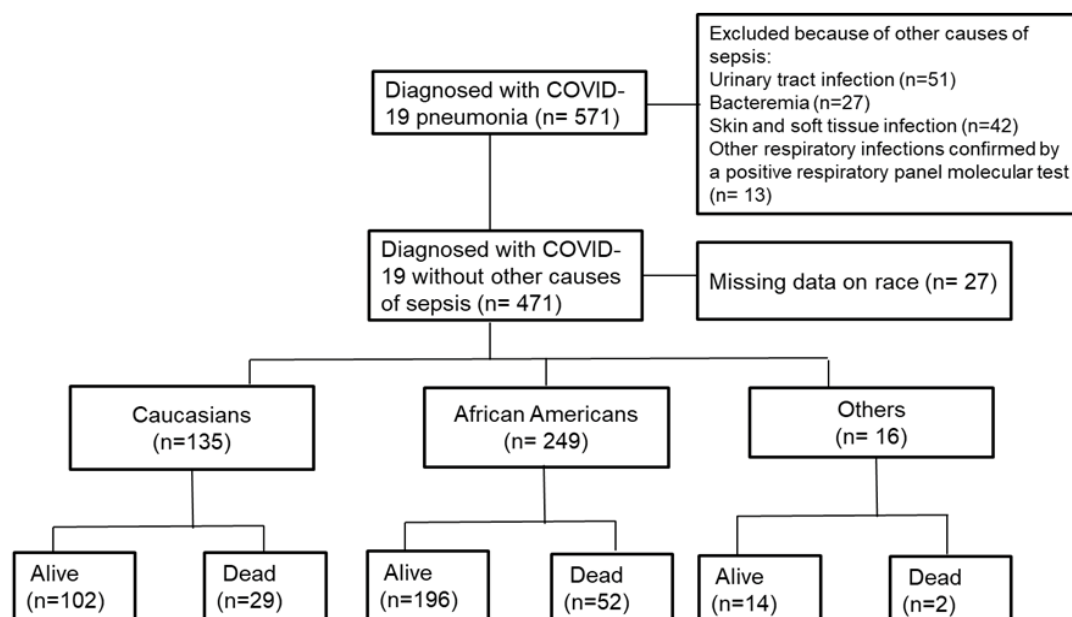 Excluded because of other causes of
sepsis:
Urinary tract infection (n=51)
Bacteremia (n=27)
Skin and soft tissue infection (n=42)
Other respiratory infections confirmed by
a positive respiratory panel molecular test
(n= 13)
Diagnosed with COVID-
19 pneumonia (n= 571)
Diagnosed with COVID-
19 without other causes
of sepsis (n= 471)
Missing data on race (n= 27)
Caucasians
(n=135)
African Americans
(n= 249)
Others
(n= 16)
Alive
(n=102)
Dead
(n=29)
Alive
(n=196)
Dead
(n=52)
Alive
(n=14)
Dead
(n=2)